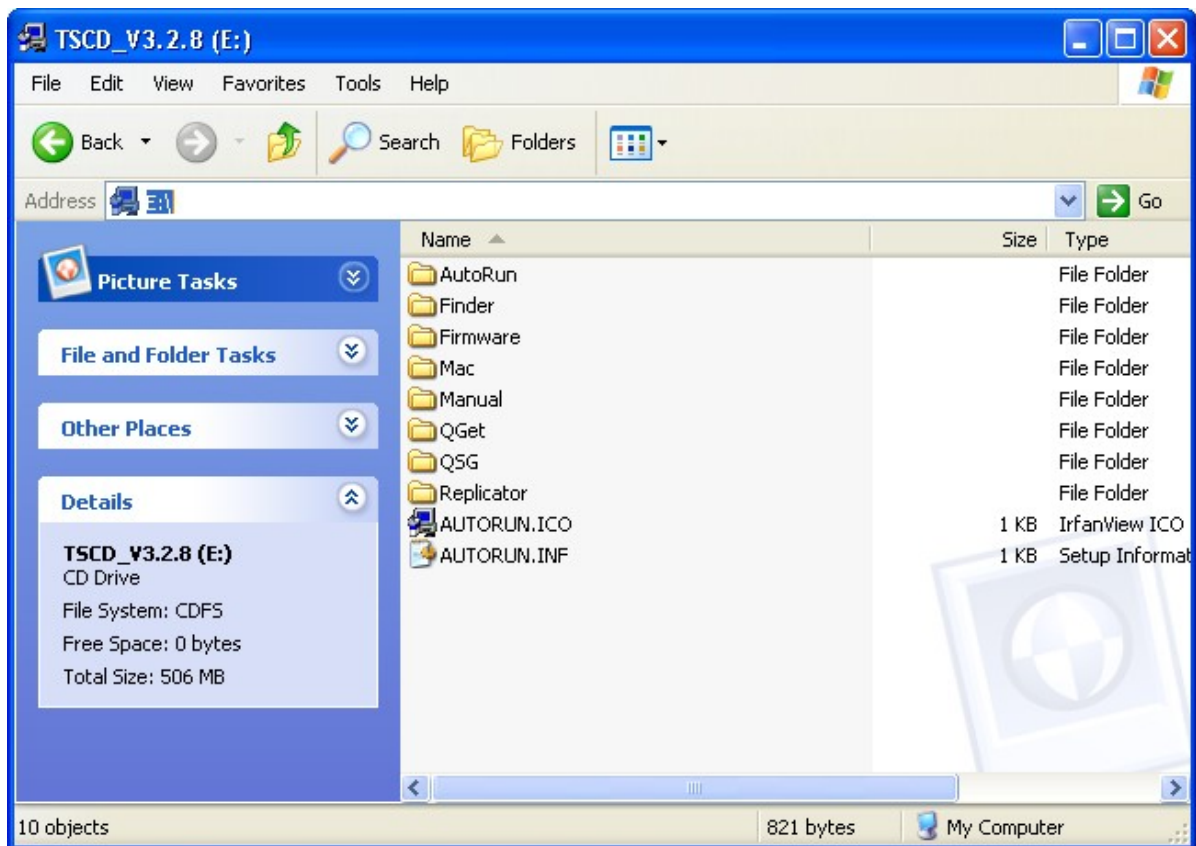 TSCD_V3.2.8 (E:)
File Edit View Favorites Tools Help
Back Search Folders
Address E:\ Go
Picture Tasks
File and Folder Tasks
Other Places
Details
TSCD_V3.2.8 (E:)
CD Drive
File System: CDFS
Free Space: 0 bytes
Total Size: 506 MB
Name Size Type
AutoRun File Folder
Finder File Folder
Firmware File Folder
Mac File Folder
Manual File Folder
QGet File Folder
QSG File Folder
Replicator File Folder
AUTORUN.ICO 1 KB IrfanView ICO
AUTORUN.INF 1 KB Setup Informat
10 objects 821 bytes My Computer